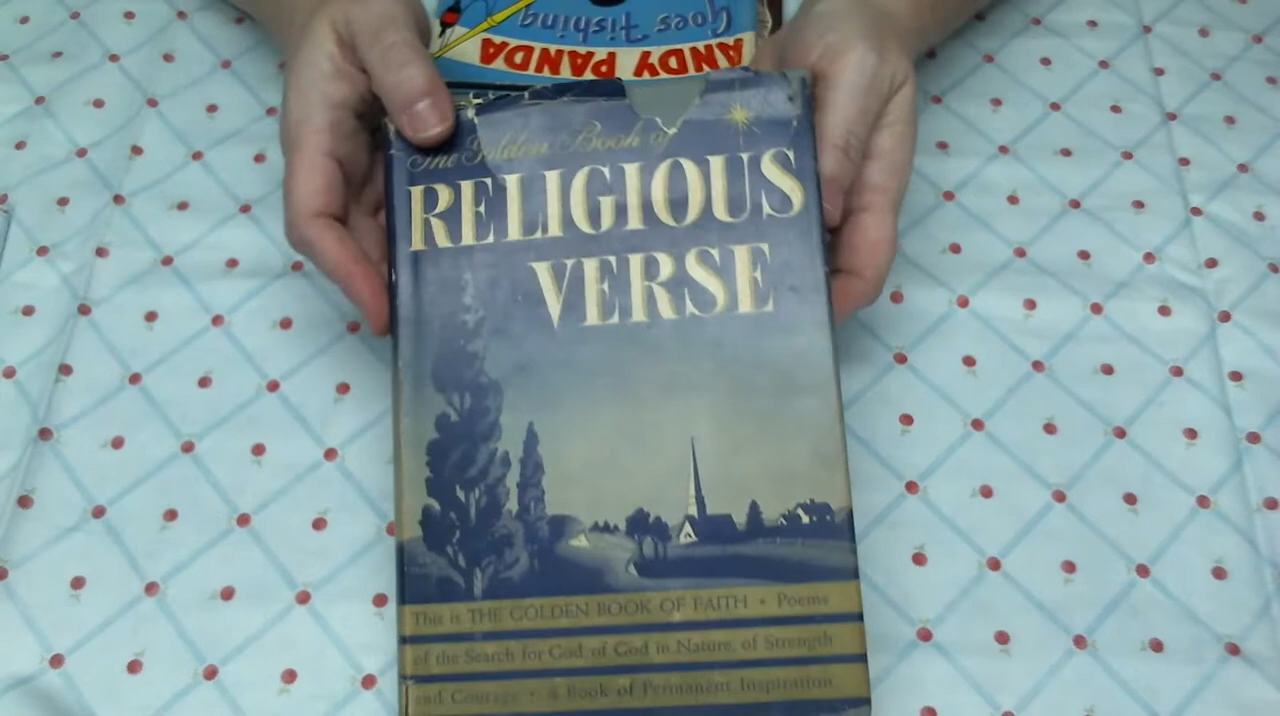 Goes Fishing
ANDY PANDA
The Golden Book of
RELIGIOUS
VERSE
This is THE GOLDEN BOOK OF FAITH • Poems
of the Search for God, of God in Nature, of Strength
and Courage • A Book of Permanent Inspiration